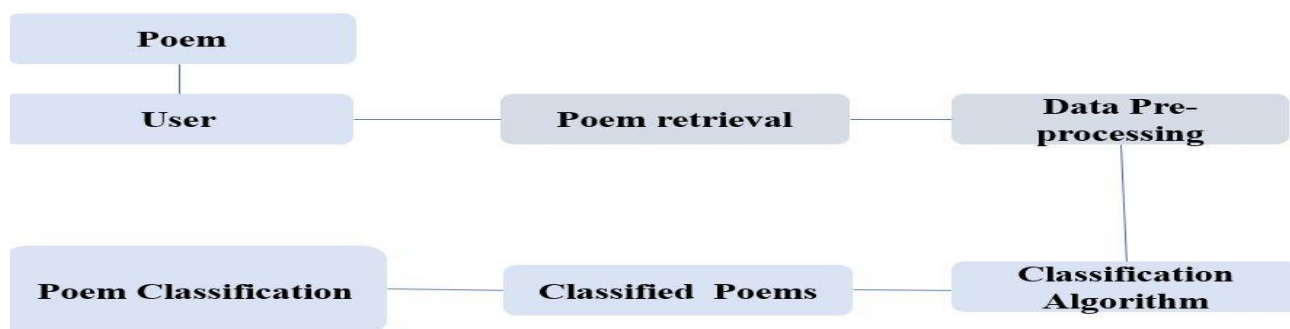 Poem
User
Poem retrieval
Data Pre-
processing
Poem Classification
Classified Poems
Classification
Algorithm